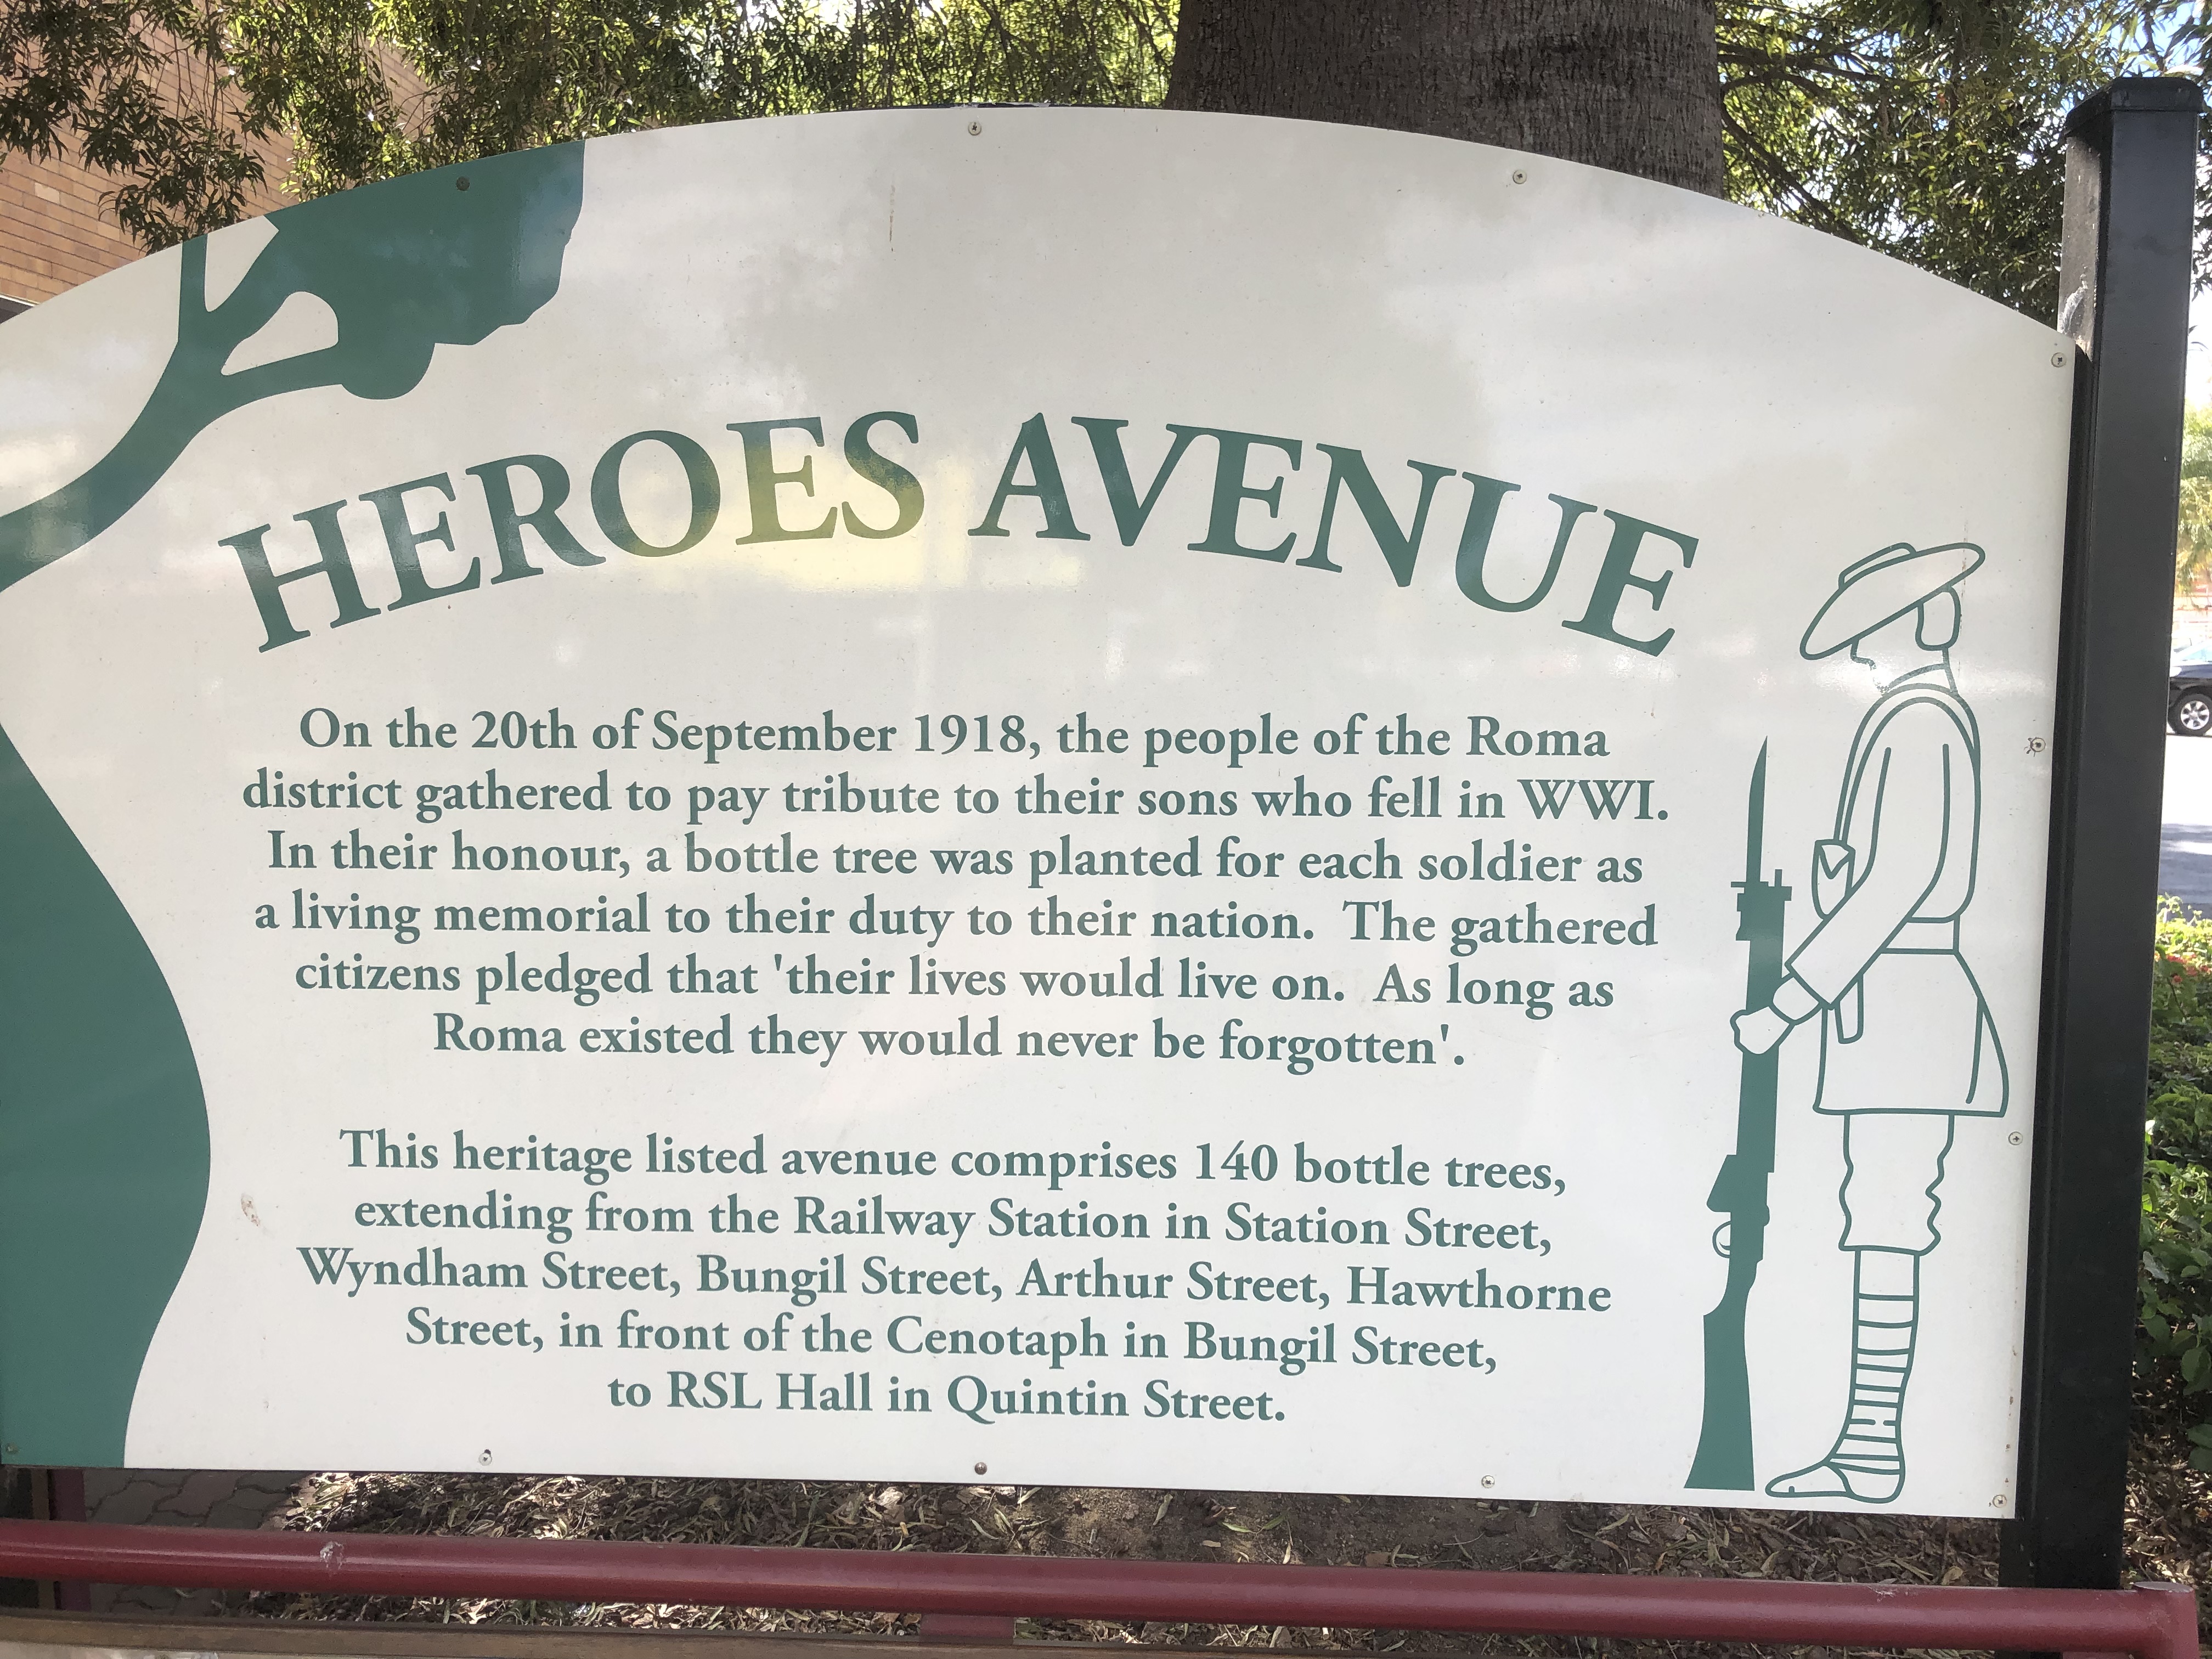 HEROES AVENUE
On the 20th of September 1918, the people of the Roma
district gathered to pay tribute to their sons who fell in WWI.
In their honour, a bottle tree was planted for each soldier as
a living memorial to their duty to their nation.  The gathered
citizens pledged that 'their lives would live on.  As long as
Roma existed they would never be forgotten'.
This heritage listed avenue comprises 140 bottle trees,
extending from the Railway Station in Station Street,
Wyndham Street, Bungil Street, Arthur Street, Hawthorne
Street, in front of the Cenotaph in Bungil Street,
to RSL Hall in Quintin Street.